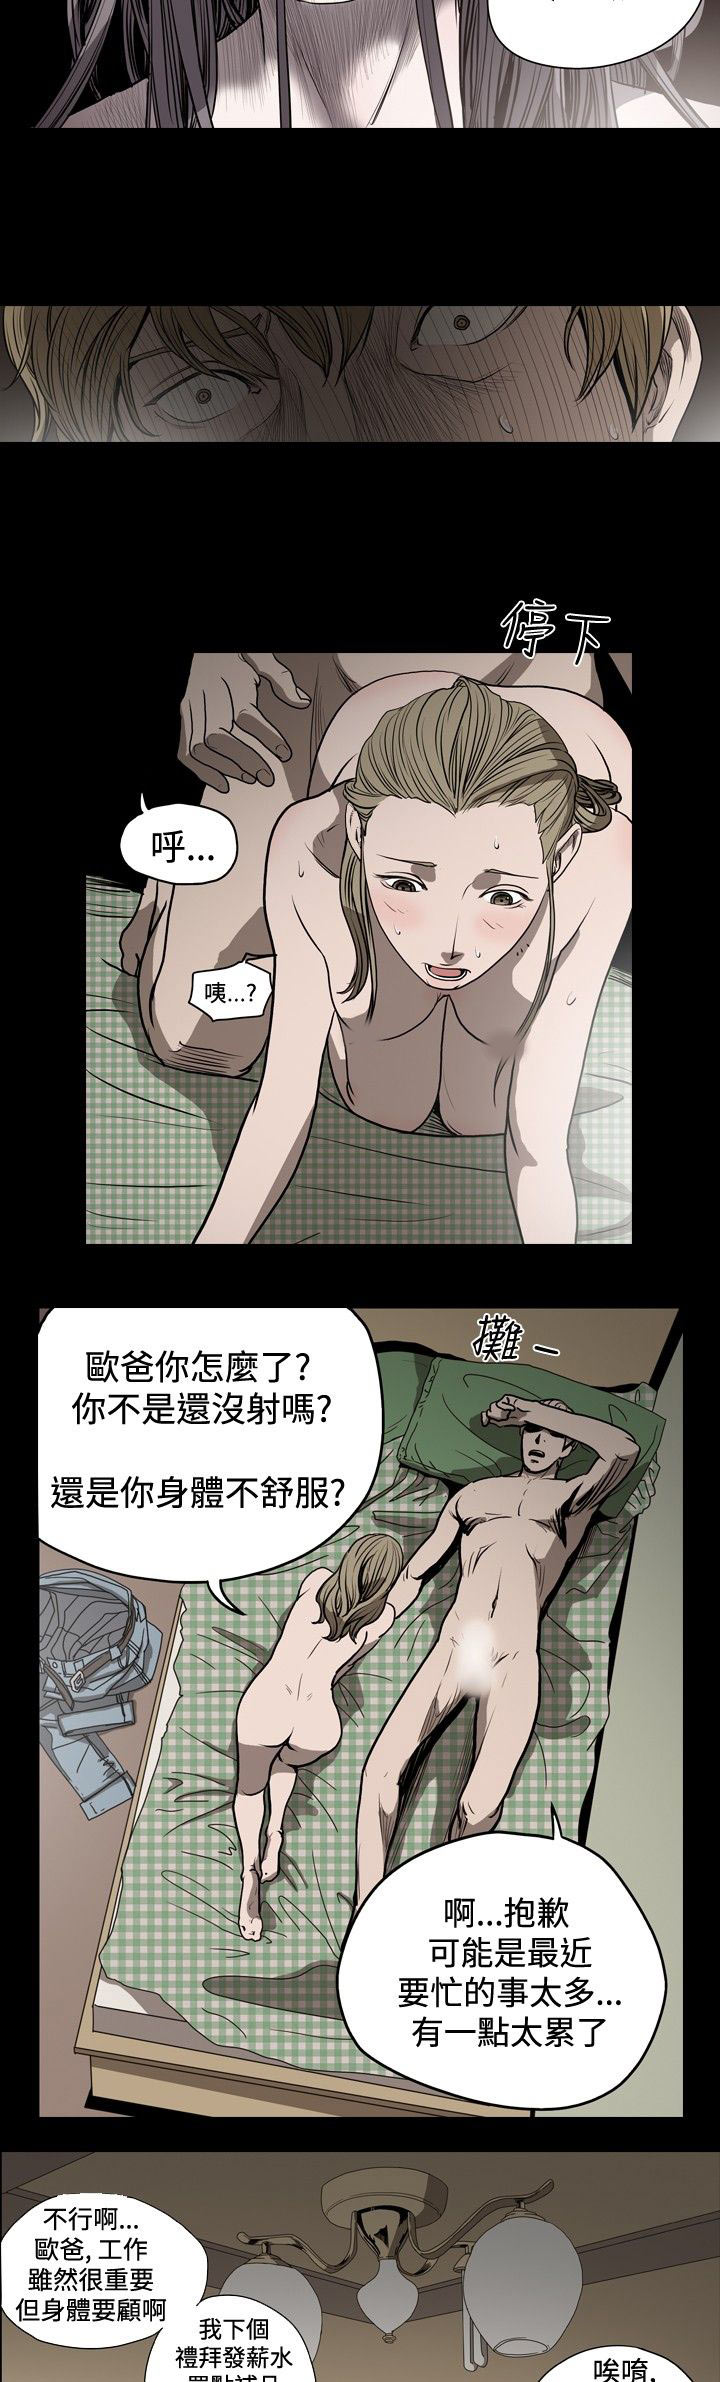 停下
呼...
咦...?
攤–
歐爸你怎麼了?
你不是還沒射嗎?
還是你身體不舒服?
啊...抱歉
可能是最近
要忙的事太多...
有一點太累了
不行啊...
歐爸, 工作
雖然很重要
但身體要顧啊
我下個
禮拜發薪水
唉唷,